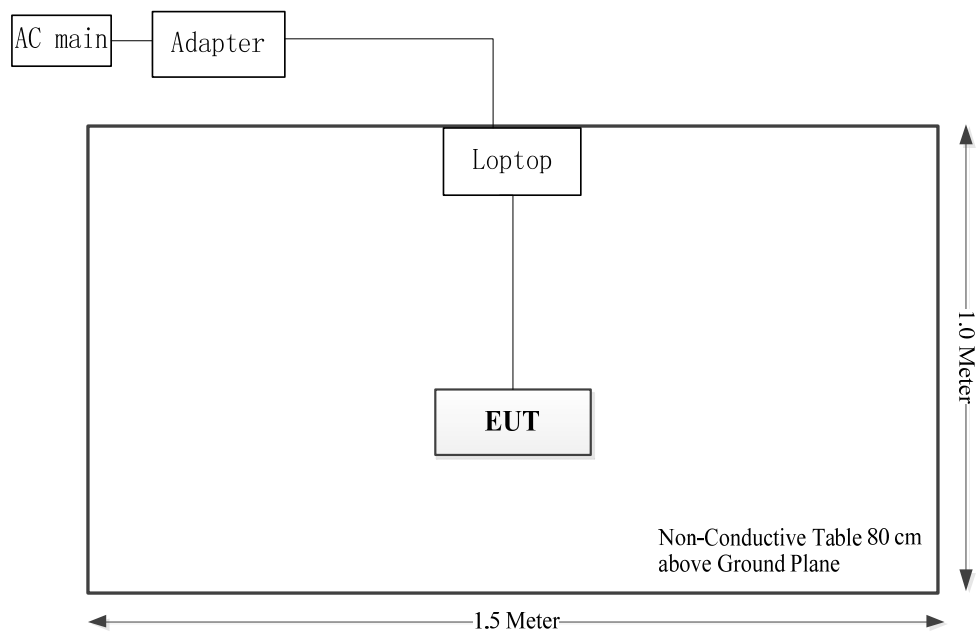 AC main
Adapter
Loptop
EUT
1.0 Meter
Non-Conductive Table 80 cm
above Ground Plane
1.5 Meter